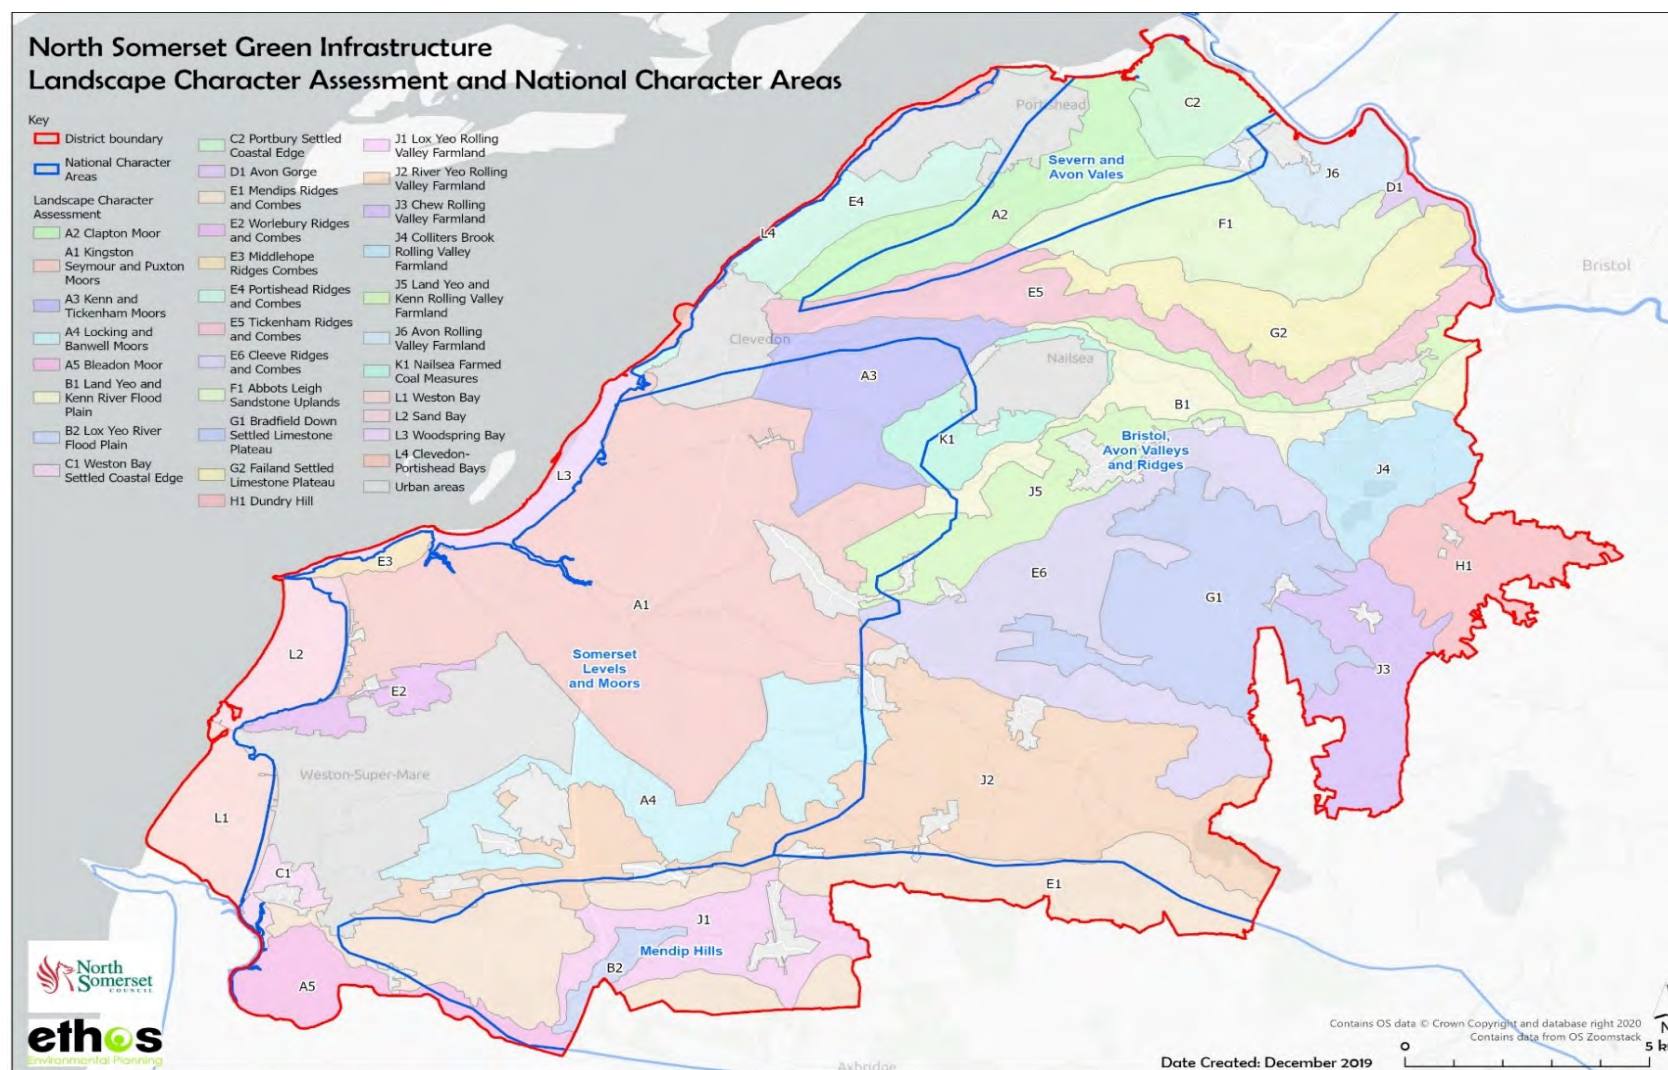 North Somerset Green Infrastructure
Landscape Character Assessment and National Character Areas
Key
District boundary
National Character
Areas
Landscape Character
Assessment
A2 Clapton Moor
A1 Kingston
Seymour and Puxton
Moors
A3 Kenn and
Tickenham Moors
A4 Locking and
Banwell Moors
A5 Bleadon Moor
B1 Land Yeo and
Kenn River Flood
Plain
B2 Lox Yeo River
Flood Plain
C1 Weston Bay
Settled Coastal Edge
C2 Portbury Settled
Coastal Edge
D1 Avon Gorge
E1 Mendips Ridges
and Combes
E2 Worlebury Ridges
and Combes
E3 Middlehope
Ridges Combes
E4 Portishead Ridges
and Combes
E5 Tickenham Ridges
and Combes
E6 Cleeve Ridges
and Combes
F1 Abbots Leigh
Sandstone Uplands
G1 Bradfield Down
Settled Limestone
Plateau
G2 Failand Settled
Limestone Plateau
H1 Dundry Hill
J1 Lox Yeo Rolling
Valley Farmland
J2 River Yeo Rolling
Valley Farmland
J3 Chew Rolling
Valley Farmland
J4 Colliters Brook
Rolling Valley
Farmland
J5 Land Yeo and
Kenn Rolling Valley
Farmland
J6 Avon Rolling
Valley Farmland
K1 Nailsea Farmed
Coal Measures
L1 Weston Bay
L2 Sand Bay
L3 Woodspring Bay
L4 Clevedon-
Portishead Bays
Urban areas
C2
Portishead
Severn and
Avon Vales
J6
D1
E4
A2
F1
L4
Bristol
E5
G2
Clevedon
Nailsea
A3
B1
K1
Bristol,
Avon Valleys
and Ridges
J4
L3
J5
E3
H1
E6
G1
A1
L2
Somerset
Levels
and Moors
E2
J3
Weston-Super-Mare
J2
A4
L1
C1
E1
J1
Mendip Hills
B2
A5
North
Somerset
COUNCIL
ethos
Environmental Planning
Axbridge
Contains OS data © Crown Copyright and database right 2020
Contains data from OS Zoomstack
N
Date Created: December 2019
0
5 k